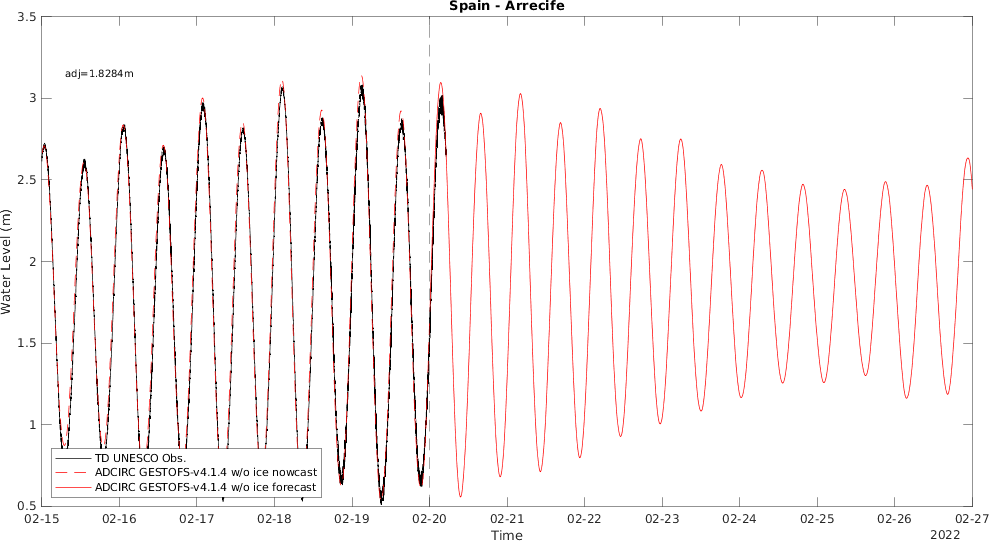 Spain - Arrecife
3.5
3
2.5
2
1.5
1
0.5
Water Level (m)
adj=1.8284m
TD UNESCO Obs.
ADCIRC GESTOFS-v4.1.4 w/o ice nowcast
ADCIRC GESTOFS-v4.1.4 w/o ice forecast
02-15 02-16 02-17 02-18 02-19 02-20 02-21 02-22 02-23 02-24 02-25 02-26 02-27
Time
2022